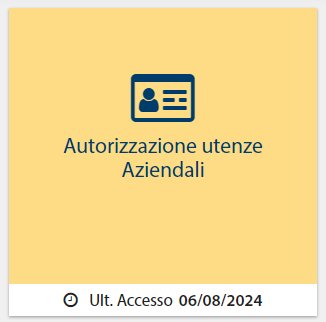 Autorizzazione utenze
Aziendali
Ult. Accesso 06/08/2024